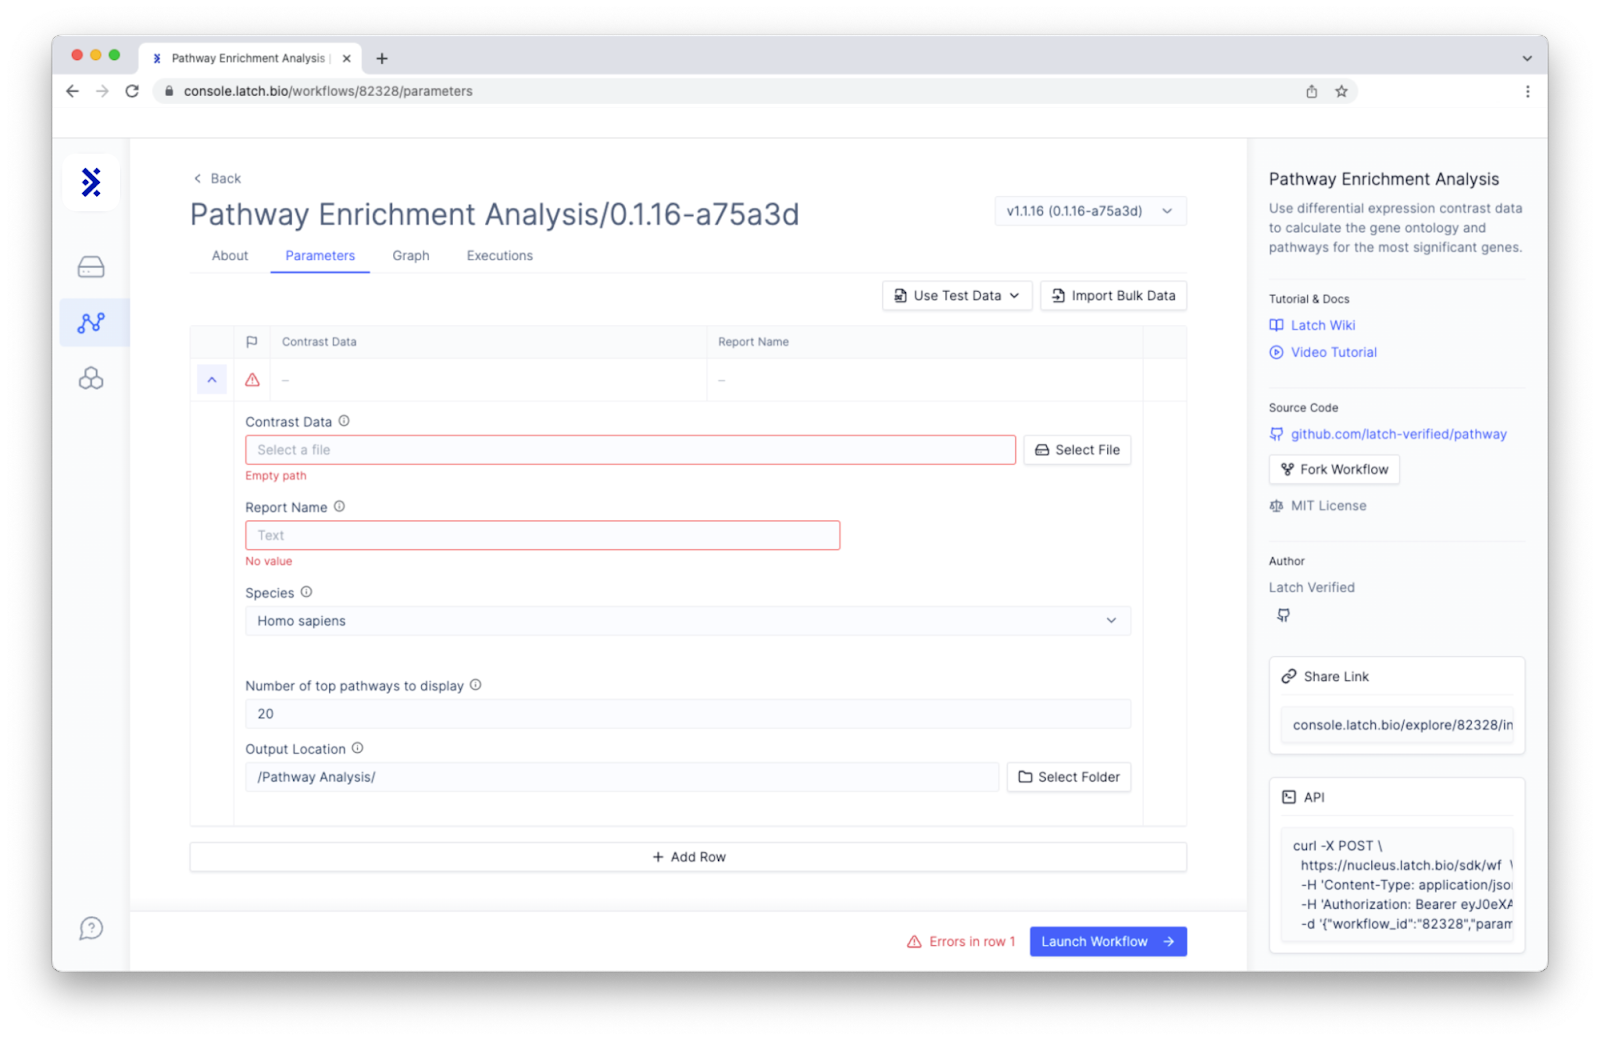 Pathway Enrichment Analysis |
console.latch.bio/workflows/82328/parameters
Back
Pathway Enrichment Analysis/0.1.16-a75a3d
v1.1.16 (0.1.16-a75a3d)
About
Parameters
Graph
Executions
Use Test Data
Import Bulk Data
Contrast Data
Report Name
–
–
Contrast Data
Select a file
Select File
Empty path
Report Name
Text
No value
Species
Homo sapiens
Number of top pathways to display
20
Output Location
/Pathway Analysis/
Select Folder
+ Add Row
Errors in row 1
Launch Workflow
Pathway Enrichment Analysis
Use differential expression contrast data
to calculate the gene ontology and
pathways for the most significant genes.
Tutorial & Docs
Latch Wiki
Video Tutorial
Source Code
github.com/latch-verified/pathway
Fork Workflow
MIT License
Author
Latch Verified
Share Link
console.latch.bio/explore/82328/in
API
curl -X POST \
https://nucleus.latch.bio/sdk/wf \
-H 'Content-Type: application/jso
-H 'Authorization: Bearer eyJ0eXA
-d '{"workflow_id":"82328","param